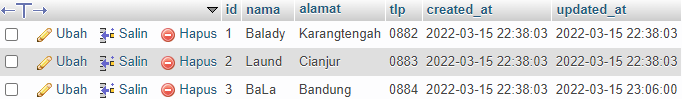 id nama alamat tlp created_at updated_at
Ubah Salin Hapus 1 Balady Karangtengah 0882 2022-03-15 22:38:03 2022-03-15 22:38:03
Ubah Salin Hapus 2 Laund Cianjur 0883 2022-03-15 22:38:03 2022-03-15 22:38:03
Ubah Salin Hapus 3 BaLa Bandung 0884 2022-03-15 22:38:03 2022-03-15 23:06:00